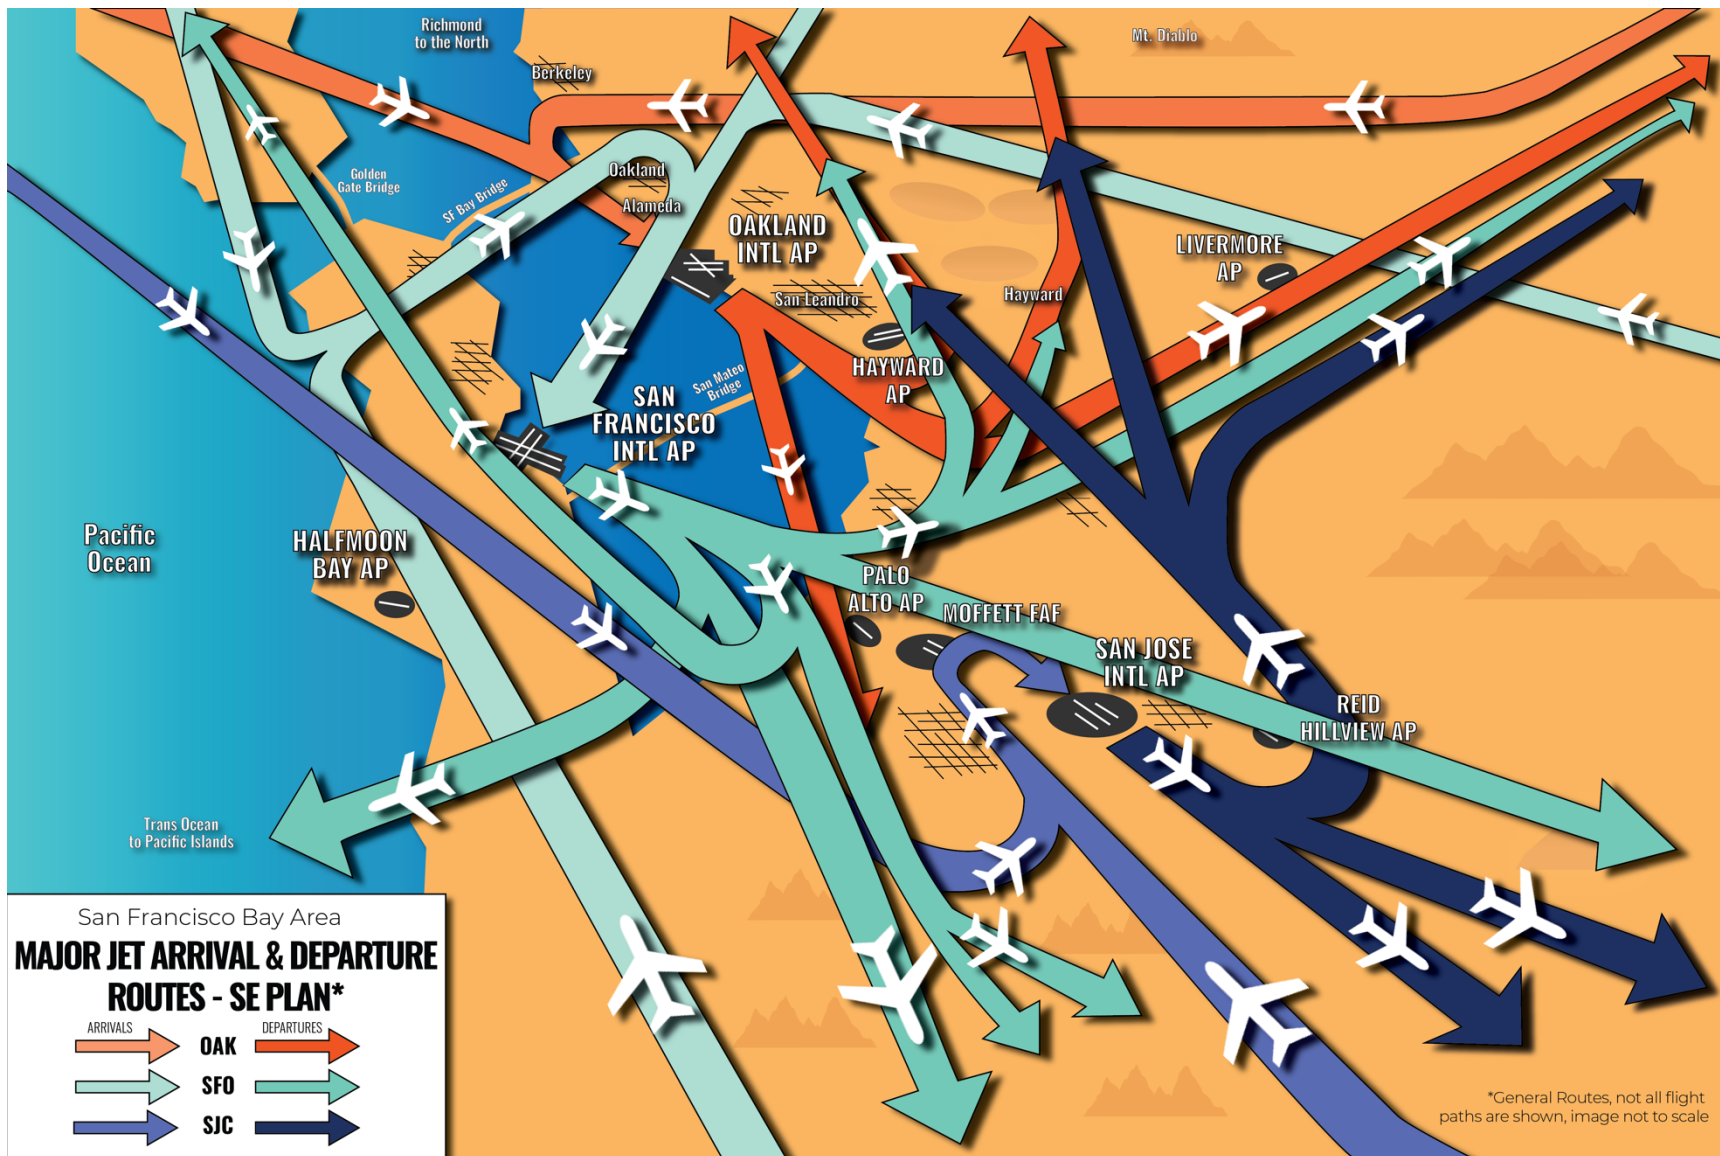 Richmond
to the North
Mt. Diablo
Berkeley
Golden
Gate Bridge
SF Bay Bridge
Oakland
Alameda
OAKLAND
INTL AP
LIVERMORE
AP
San Leandro
Hayward
HAYWARD
AP
San Mateo
Bridge
SAN
FRANCISCO
INTL AP
Pacific
Ocean
HALFMOON
BAY AP
PALO
ALTO AP
MOFFETT FAF
SAN JOSE
INTL AP
REID
HILLVIEW AP
Trans Ocean
to Pacific Islands
San Francisco Bay Area
MAJOR JET ARRIVAL & DEPARTURE
ROUTES - SE PLAN*
ARRIVALS
DEPARTURES
OAK
SFO
SJC
*General Routes, not all flight
paths are shown, image not to scale